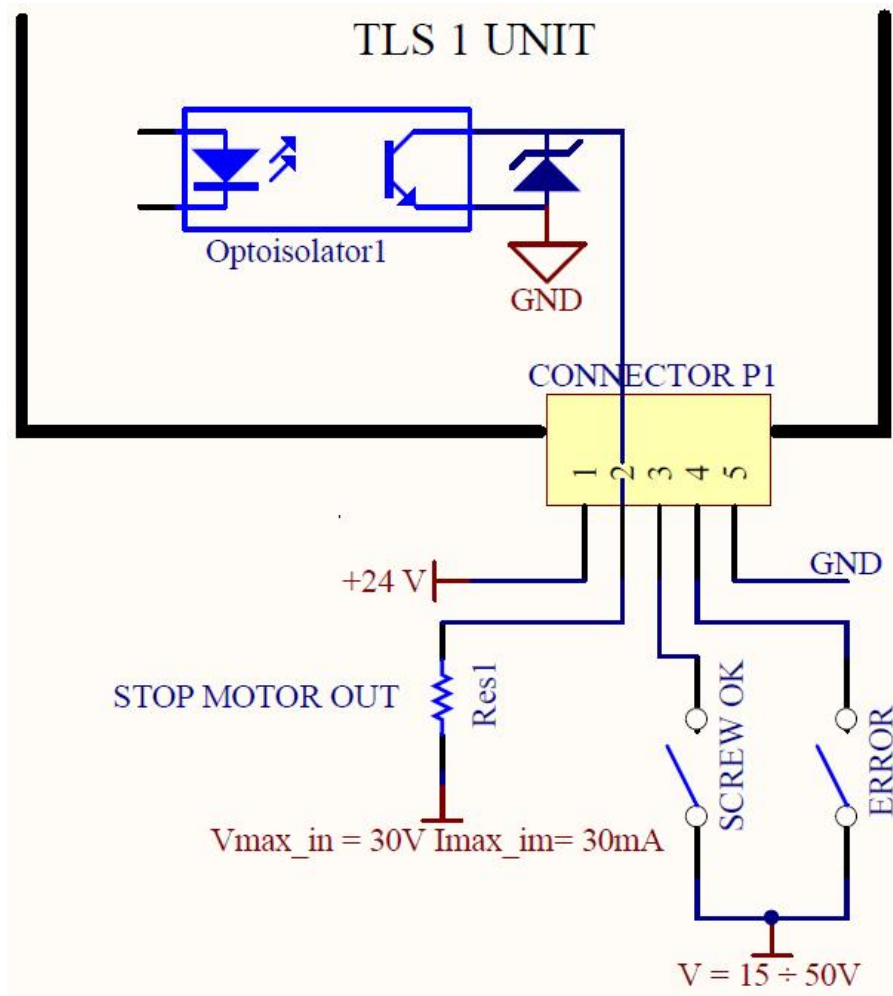 TLS 1 UNIT
Optoisolator1
GND
CONNECTOR P1
1 2 3 4 5
+24 V
GND
STOP MOTOR OUT
Res1
SCREW OK
ERROR
Vmax_in = 30V Imax_im= 30mA
V = 15 ÷ 50V